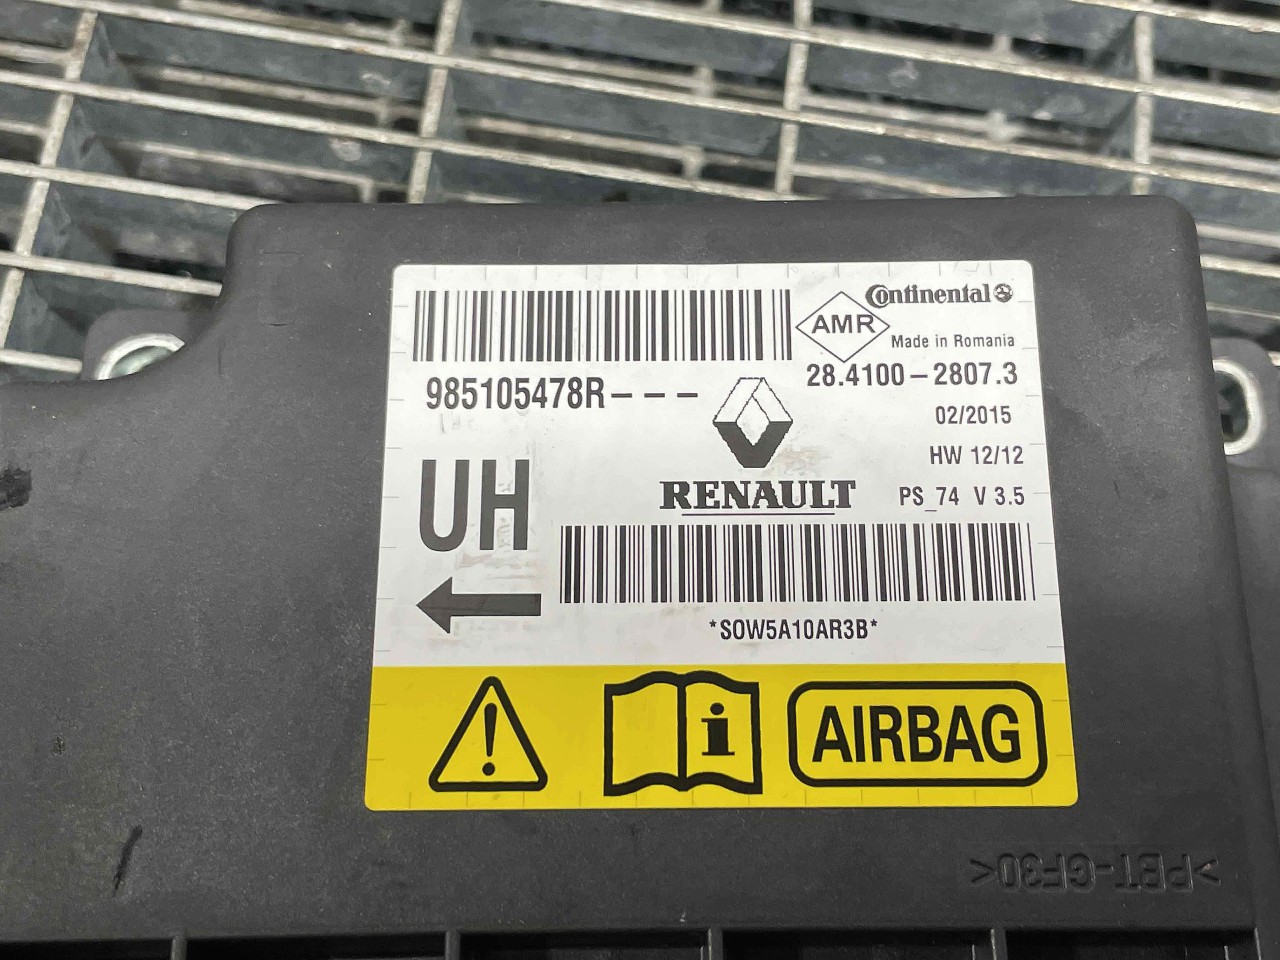 Continental
AMR
Made in Romania
985105478R---
28.4100-2807.3
02/2015
HW 12/12
UH
RENAULT
PS_74 V 3.5
*S0W5A10AR3B*
AIRBAG
>PBT-GF30<